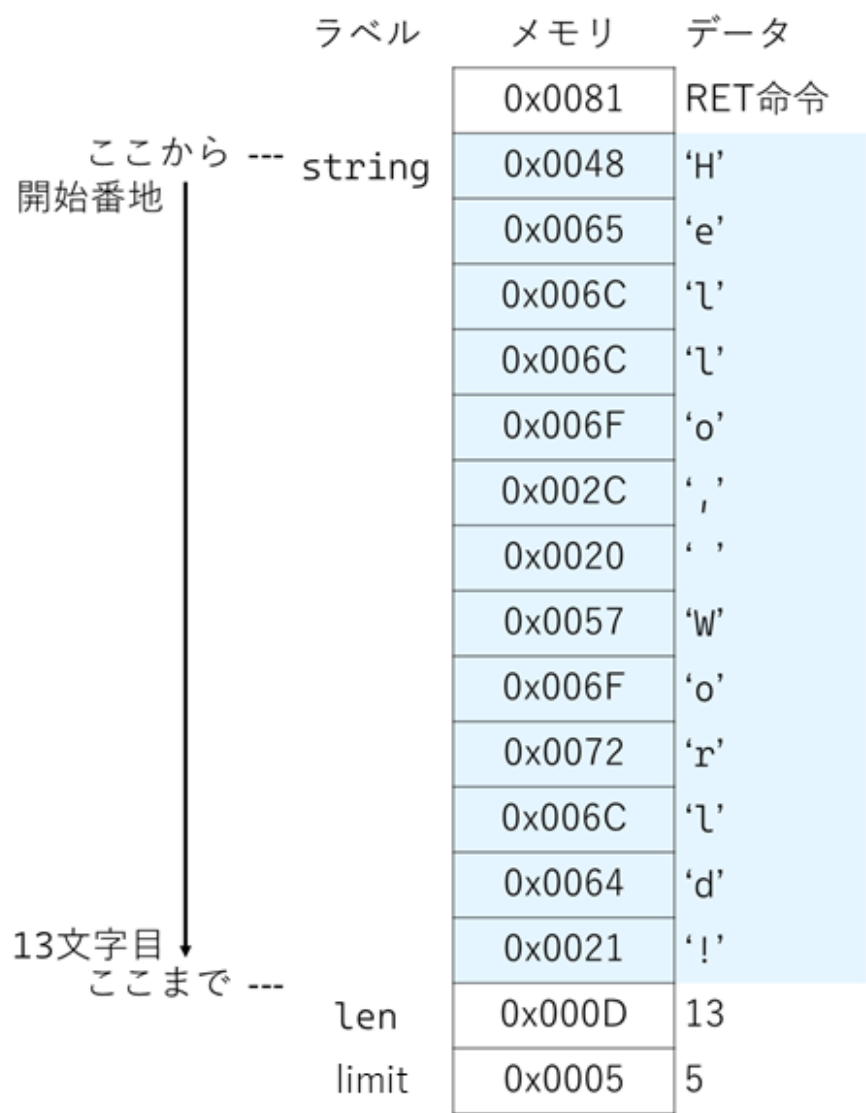 ラベル メモリ データ
0x0081 RET命令
ここから --- string 0x0048 ‘H’
開始番地
0x0065 ‘e’
0x006C ‘l’
0x006C ‘l’
0x006F ‘o’
0x002C ‘,’
0x0020 ‘ ’
0x0057 ‘W’
0x006F ‘o’
0x0072 ‘r’
0x006C ‘l’
0x0064 ‘d’
13文字目 0x0021 ‘!’
ここまで ---
len 0x000D 13
limit 0x0005 5